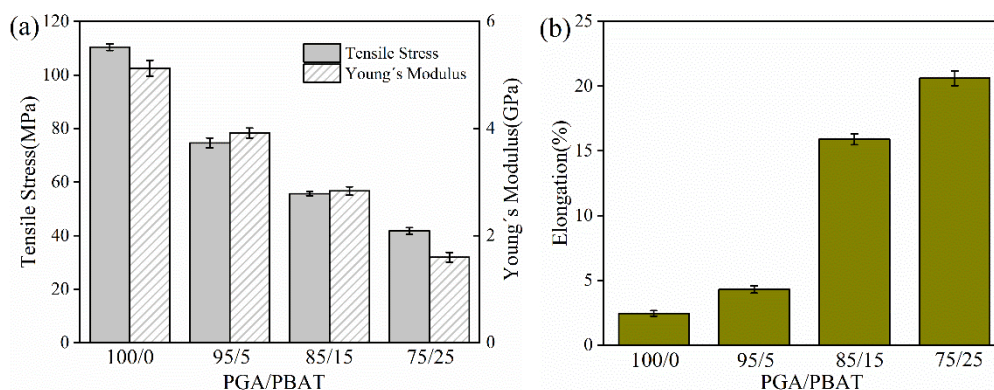 (a)
120
100
80
60
40
20
0
Tensile Stress(MPa)
Tensile Stress
Young´s Modulus
6
4
2
0
Young´s Modulus(GPa)
100/0 95/5 85/15 75/25
PGA/PBAT
(b)
25
20
15
10
5
0
Elongation(%)
100/0 95/5 85/15 75/25
PGA/PBAT